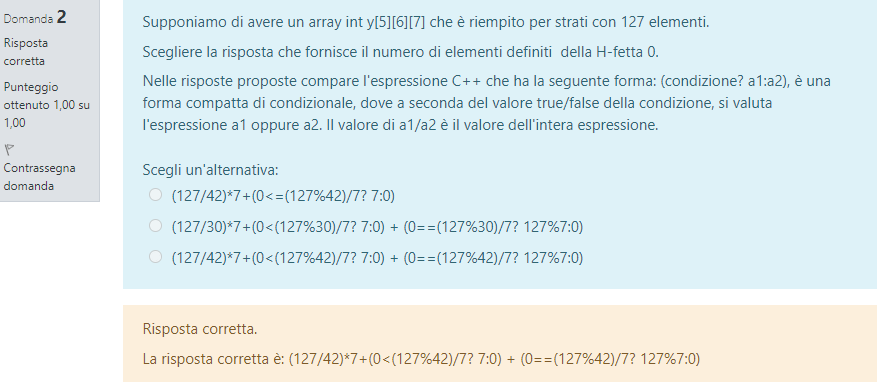 Domanda 2
Risposta
corretta
Punteggio
ottenuto 1,00 su
1,00
Contrassegna
domanda
Supponiamo di avere un array int y[5][6][7] che è riempito per strati con 127 elementi.
Scegliere la risposta che fornisce il numero di elementi definiti della H-fetta 0.
Nelle risposte proposte compare l'espressione C++ che ha la seguente forma: (condizione? a1:a2), è una
forma compatta di condizionale, dove a seconda del valore true/false della condizione, si valuta
l'espressione a1 oppure a2. Il valore di a1/a2 è il valore dell'intera espressione.
Scegli un'alternativa:
(127/42)*7+(0<=(127%42)/7? 7:0)
(127/30)*7+(0<(127%30)/7? 7:0) + (0==(127%30)/7? 127%7:0)
(127/42)*7+(0<(127%42)/7? 7:0) + (0==(127%42)/7? 127%7:0)
Risposta corretta.
La risposta corretta è: (127/42)*7+(0<(127%42)/7? 7:0) + (0==(127%42)/7? 127%7:0)